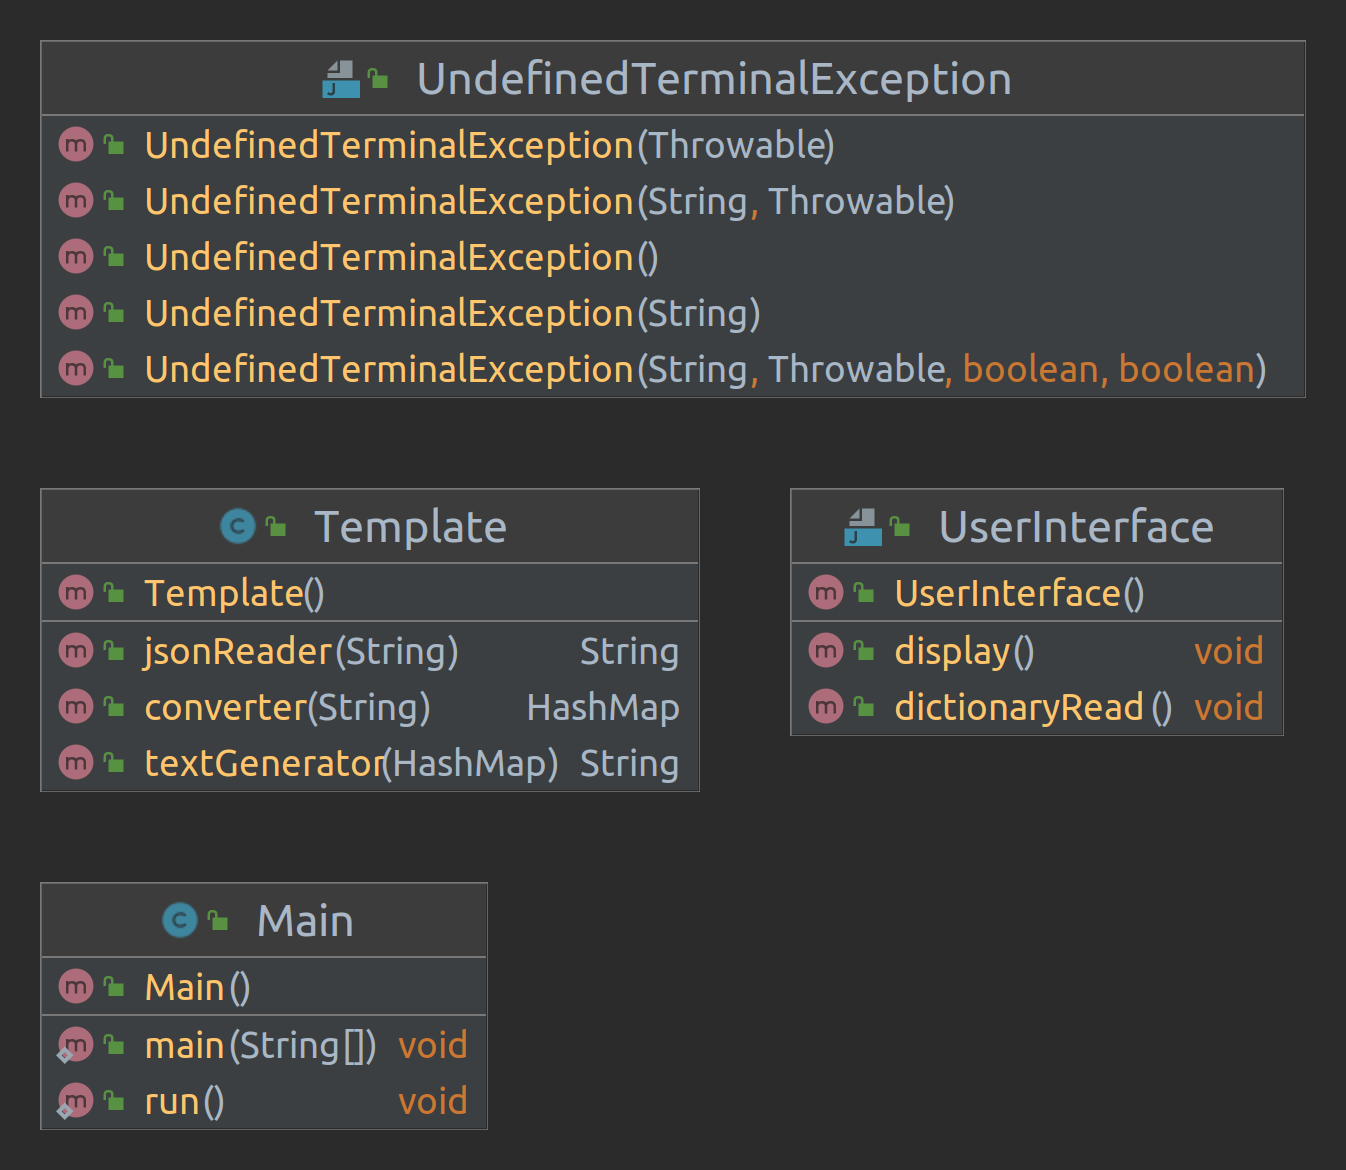 UndefinedTerminalException
UndefinedTerminalException(Throwable)
UndefinedTerminalException(String, Throwable)
UndefinedTerminalException()
UndefinedTerminalException(String)
UndefinedTerminalException(String, Throwable, boolean, boolean)
Template
Template()
jsonReader(String) String
converter(String) HashMap
textGenerator(HashMap) String
UserInterface
UserInterface()
display() void
dictionaryRead() void
Main
Main()
main(String[]) void
run() void